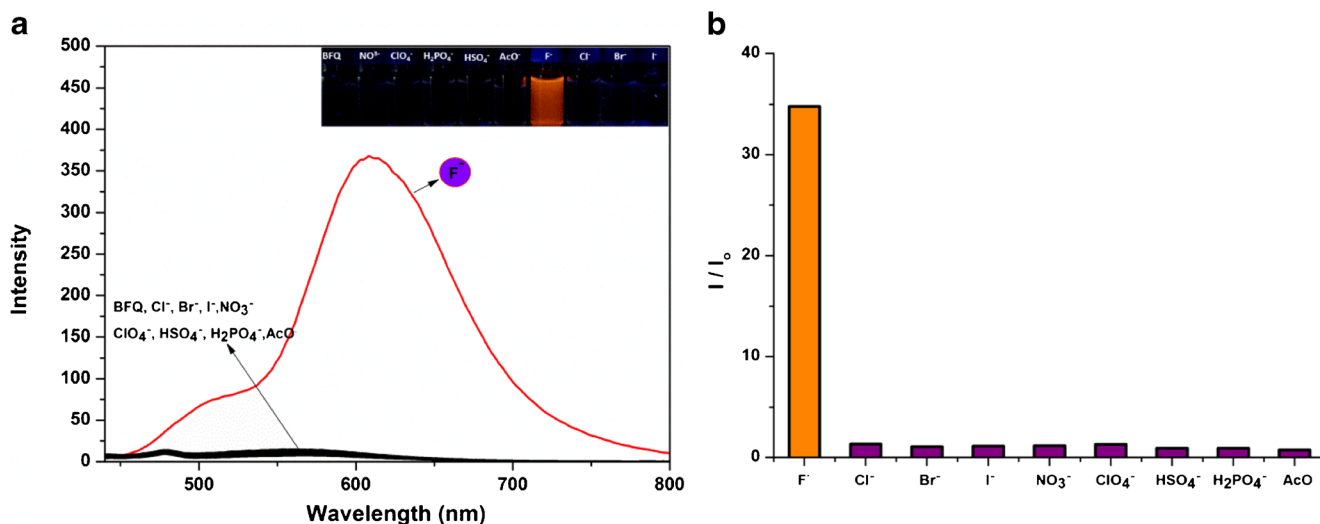 a
500
450
400
350
300
250
200
150
100
50
0
Intensity
BFQ NO³⁻ ClO₄⁻ H₂PO₄⁻ HSO₄⁻ AcO⁻ F⁻ Cl⁻ Br⁻ I⁻
F⁻
BFQ, Cl⁻, Br⁻, I⁻,NO₃⁻
ClO₄⁻, HSO₄⁻, H₂PO₄⁻,AcO
500 600 700 800
Wavelength (nm)
b
40
30
20
10
0
I / I₀
F⁻ Cl⁻ Br⁻ I⁻ NO₃⁻ ClO₄⁻ HSO₄⁻ H₂PO₄⁻ AcO